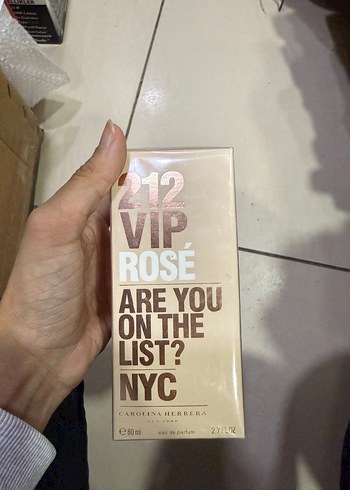 212
VIP
ROSÉ
ARE YOU
ON THE
LIST?
NYC
CAROLINA HERRERA
NEW YORK
℮ 80 ml eau de parfum 2.7 FL OZ